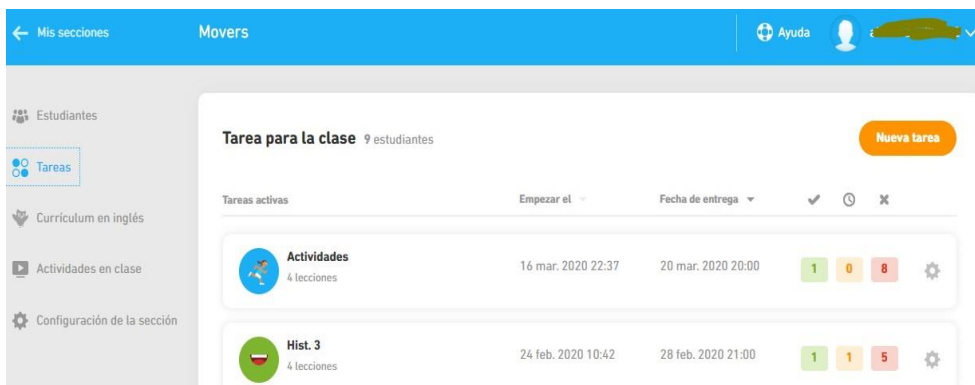 Mis secciones
Movers
Ayuda
Estudiantes
Tareas
Currículum en inglés
Actividades en clase
Configuración de la sección
Tarea para la clase 9 estudiantes
Nueva tarea
Tareas activas Empezar el Fecha de entrega
Actividades
4 lecciones
16 mar. 2020 22:37 20 mar. 2020 20:00 1 0 8
Hist. 3
4 lecciones
24 feb. 2020 10:42 28 feb. 2020 21:00 1 1 5